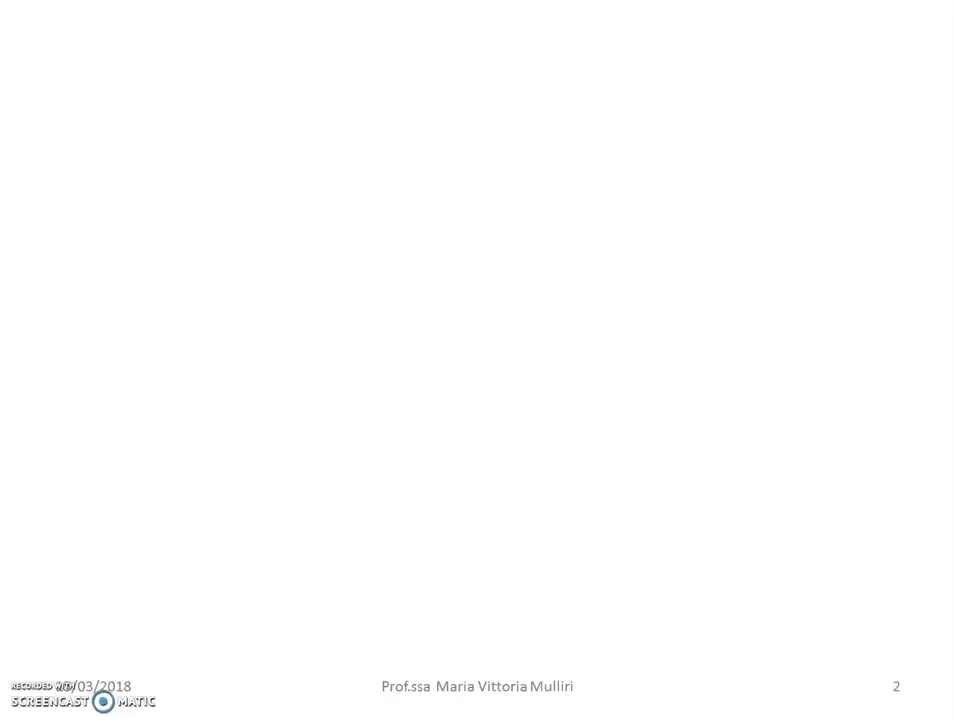 RECORDED WITH
/03/2018 Prof.ssa Maria Vittoria Mulliri 2
SCREENCAST MATIC